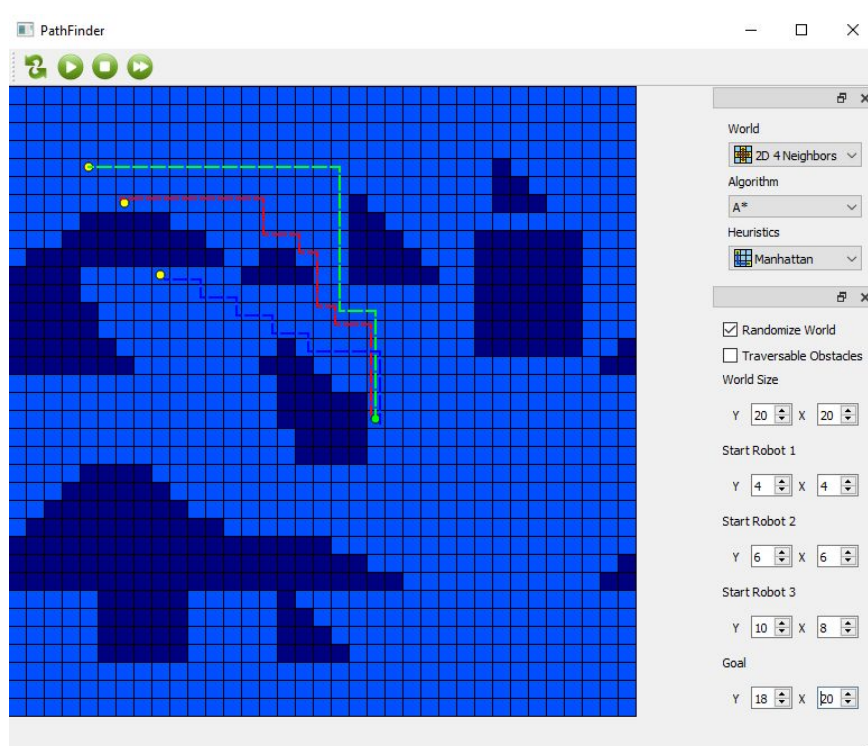 PathFinder
World
2D 4 Neighbors
Algorithm
A*
Heuristics
Manhattan
Randomize World
Traversable Obstacles
World Size
Y 20 X 20
Start Robot 1
Y 4 X 4
Start Robot 2
Y 6 X 6
Start Robot 3
Y 10 X 8
Goal
Y 18 X 20